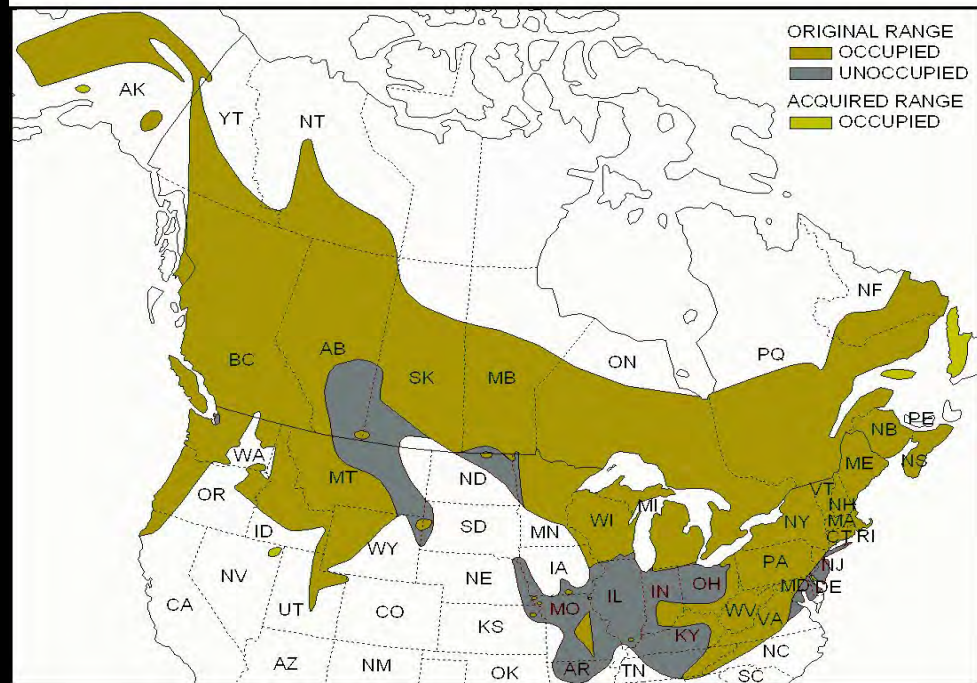 ORIGINAL RANGE
OCCUPIED
UNOCCUPIED
ACQUIRED RANGE
OCCUPIED
AK
YT
NT
NF
BC
AB
SK
MB
ON
PQ
PE
NB
NS
ME
WA
MT
ND
OR
ID
MN
WI
MI
VT
NH
NY
MA
CT
RI
SD
WY
IA
PA
NJ
NE
OH
MD
DE
NV
CA
UT
CO
KS
MO
IL
IN
WV
VA
KY
NC
AZ
NM
OK
AR
TN
SC